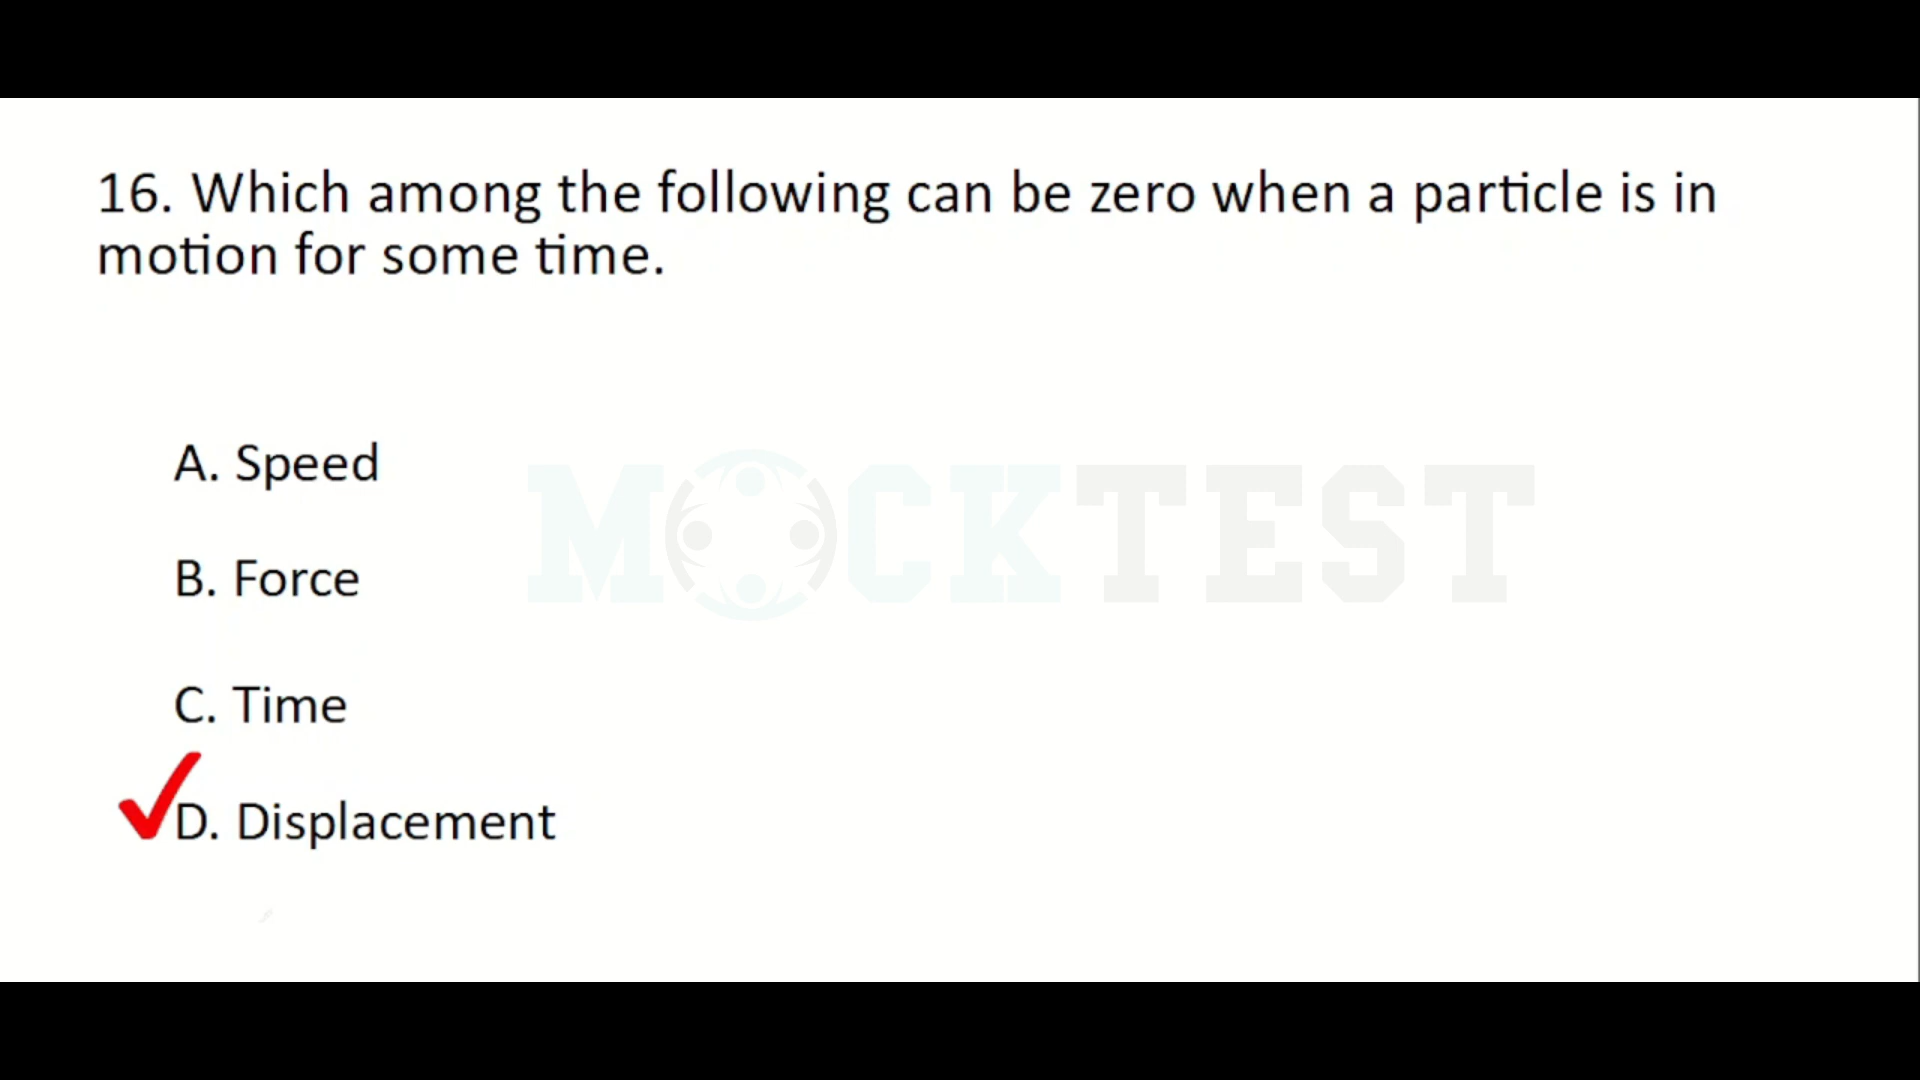 16. Which among the following can be zero when a particle is in
motion for some time.
A. Speed
MOCKTEST
B. Force
C. Time
D. Displacement